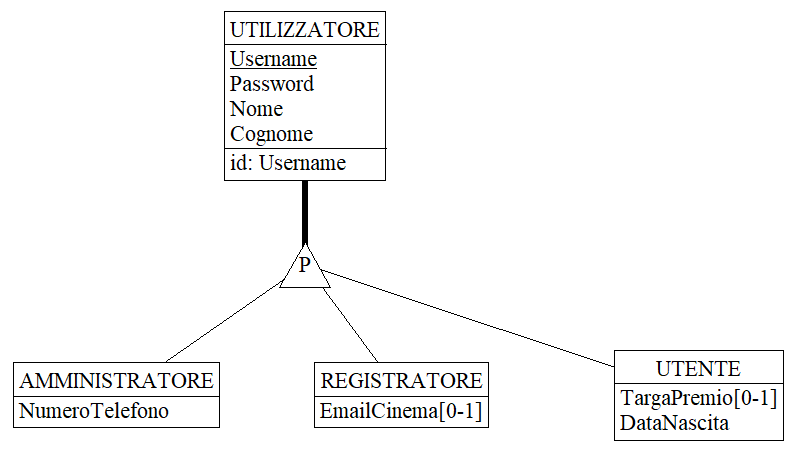 UTILIZZATORE
Username
Password
Nome
Cognome
id: Username
P
AMMINISTRATORE
NumeroTelefono
REGISTRATORE
EmailCinema[0-1]
UTENTE
TargaPremio[0-1]
DataNascita